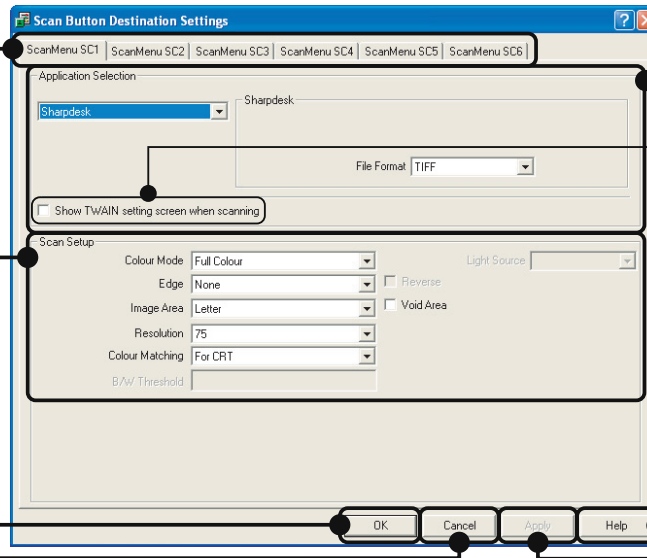 Scan Button Destination Settings
ScanMenu SC1 ScanMenu SC2 ScanMenu SC3 ScanMenu SC4 ScanMenu SC5 ScanMenu SC6
Application Selection
Sharpdesk
Sharpdesk
File Format TIFF
Show TWAIN setting screen when scanning
Scan Setup
Colour Mode Full Colour Light Source
Edge None Reverse
Image Area Letter Void Area
Resolution 75
Colour Matching For CRT
B/W Threshold
OK Cancel Apply Help